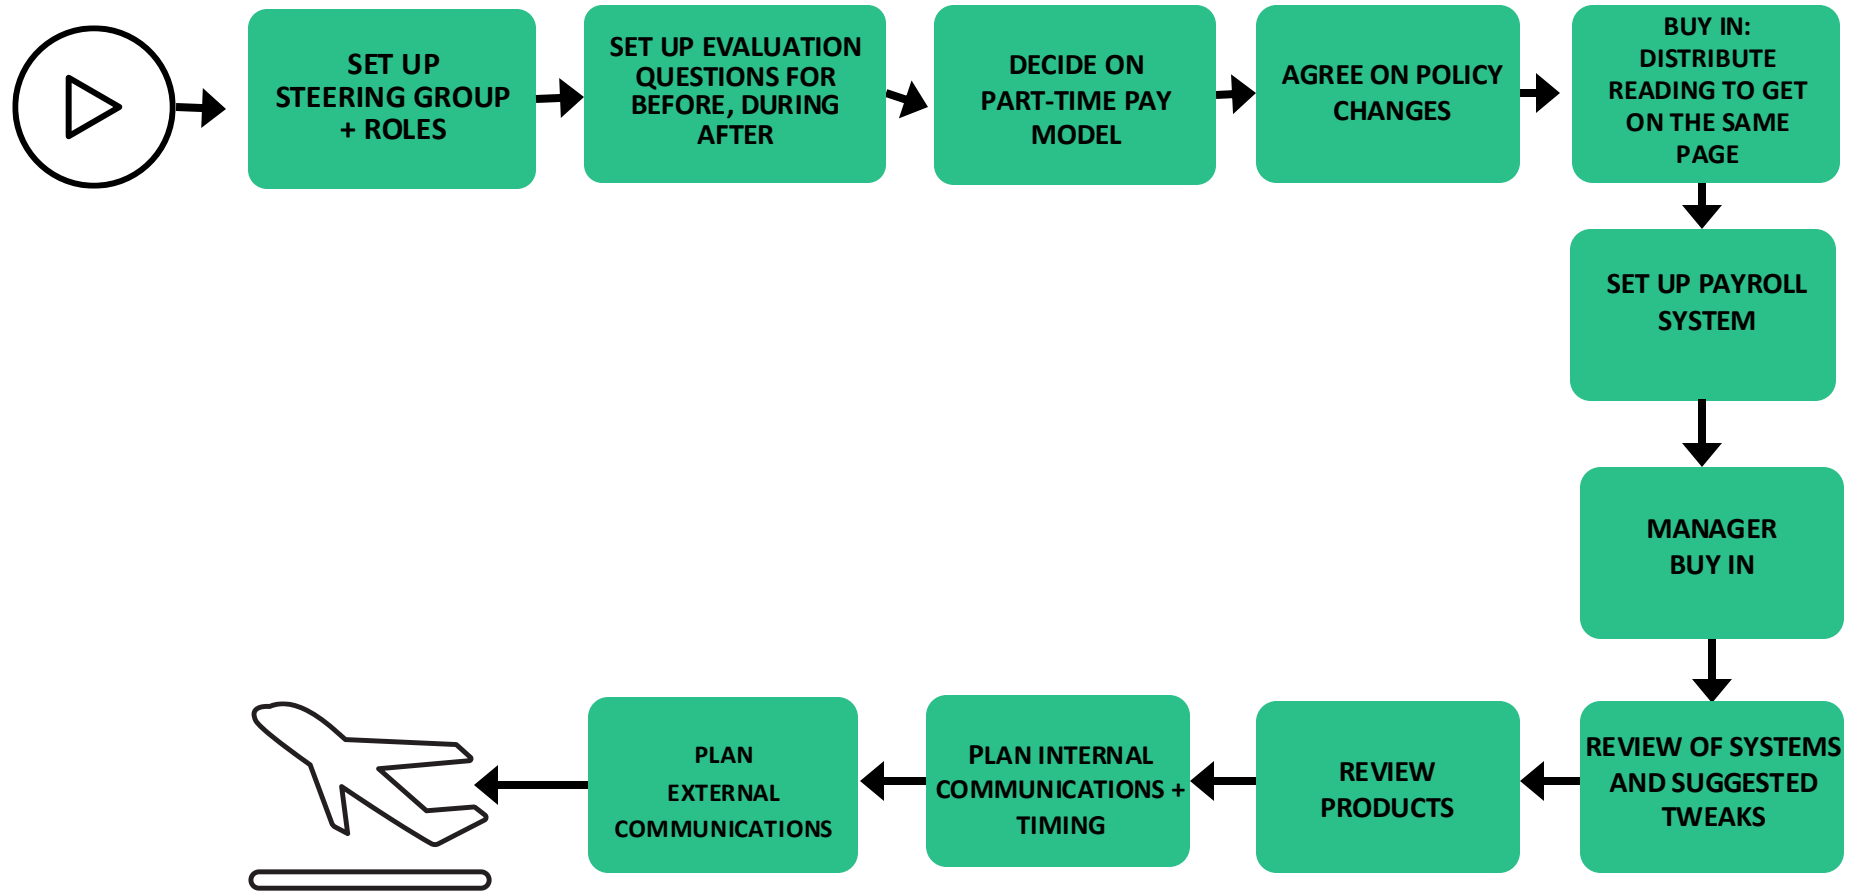 SET UP
STEERING GROUP
+ ROLES
SET UP EVALUATION
QUESTIONS FOR
BEFORE, DURING
AFTER
DECIDE ON
PART-TIME PAY
MODEL
AGREE ON POLICY
CHANGES
BUY IN:
DISTRIBUTE
READING TO GET
ON THE SAME
PAGE
SET UP PAYROLL
SYSTEM
MANAGER
BUY IN
REVIEW OF SYSTEMS
AND SUGGESTED
TWEAKS
REVIEW
PRODUCTS
PLAN INTERNAL
COMMUNICATIONS +
TIMING
PLAN
EXTERNAL
COMMUNICATIONS